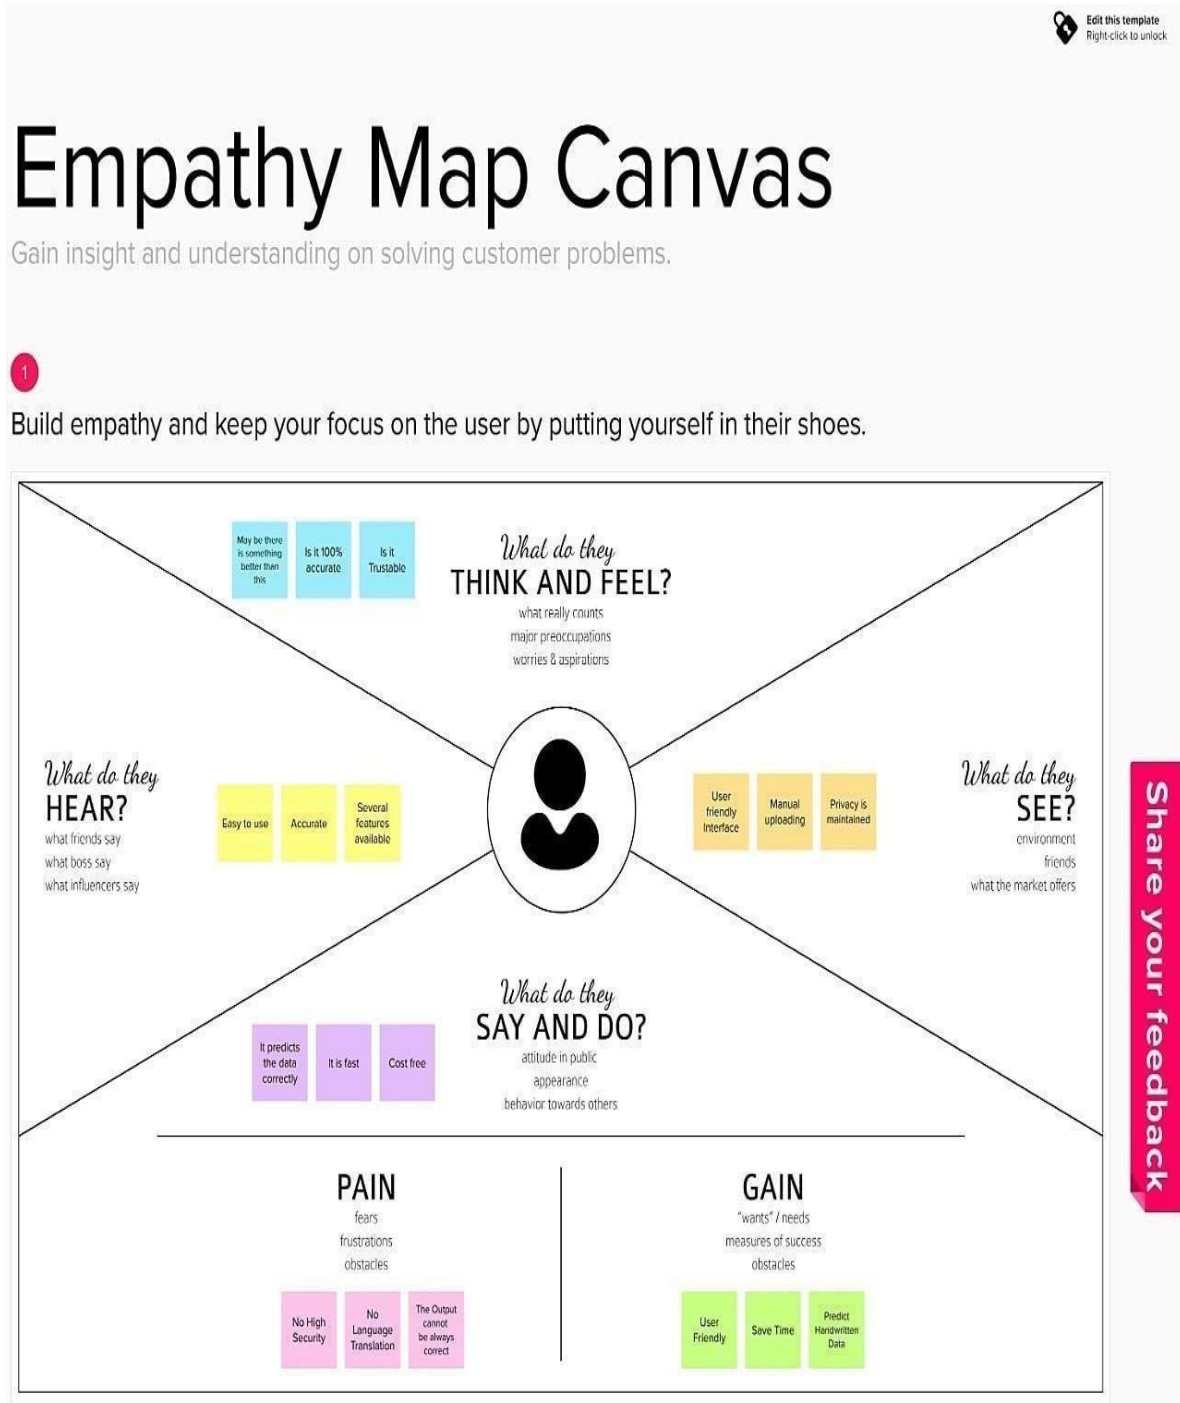 Edit this template
Right-click to unlock
Empathy Map Canvas
Gain insight and understanding on solving customer problems.
1
Build empathy and keep your focus on the user by putting yourself in their shoes.
May be there
is something
better than
this
Is it 100%
accurate
Is it
Trustable
What do they
THINK AND FEEL?
what really counts
major preoccupations
worries & aspirations
What do they
HEAR?
what friends say
what boss say
what influencers say
Easy to use
Accurate
Several
features
available
User
friendly
Interface
Manual
uploading
Privacy is
maintained
What do they
SEE?
environment
friends
what the market offers
Share your feedback
What do they
SAY AND DO?
attitude in public
appearance
behavior towards others
It predicts
the data
correctly
It is fast
Cost free
PAIN
fears
frustrations
obstacles
No High
Security
No
Language
Translation
The Output
cannot
be always
correct
GAIN
"wants" / needs
measures of success
obstacles
User
Friendly
Save Time
Predict
Handwritten
Data